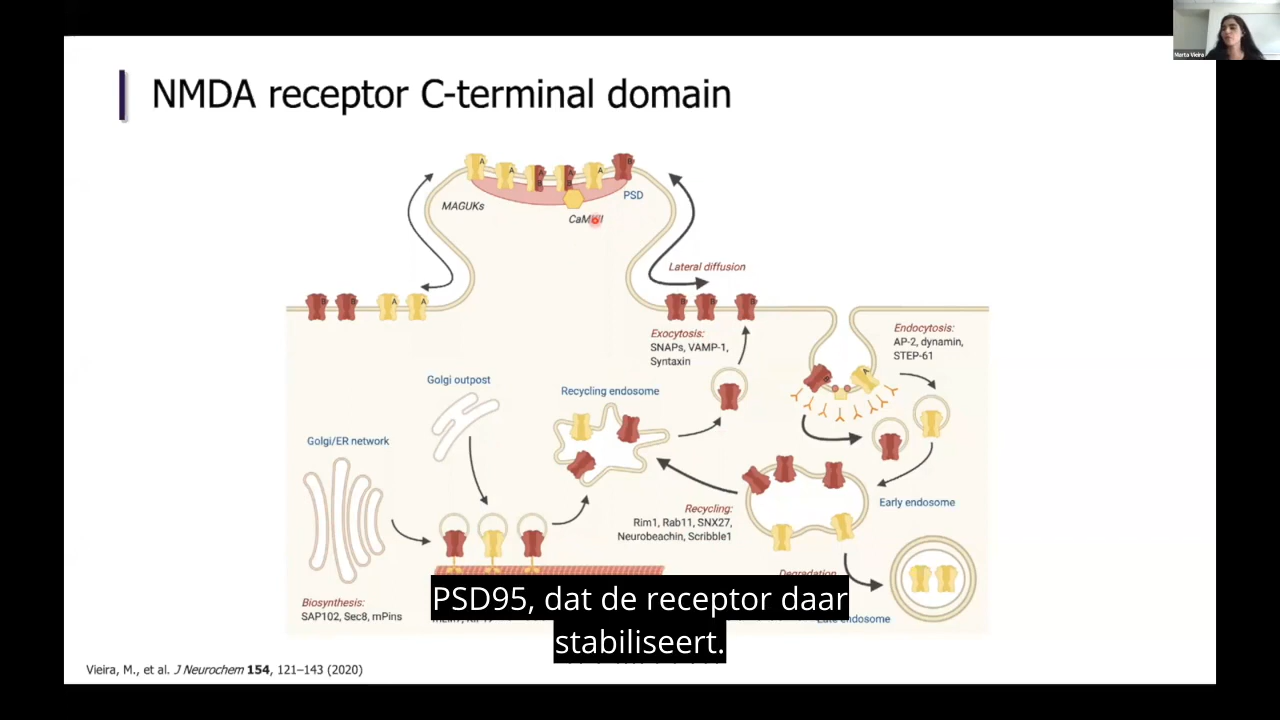 Marta Vieira
NMDA receptor C-terminal domain
A
A
A
B
A
B
A
B
MAGUKs
PSD
CaMKII
Lateral diffusion
B
B
A
A
B
B
B
Exocytosis:
SNAPs, VAMP-1,
Syntaxin
Endocytosis:
AP-2, dynamin,
STEP-61
Golgi outpost
Recycling endosome
Golgi/ER network
Early endosome
Recycling:
Rim1, Rab11, SNX27,
Neurobeachin, Scribble1
Degradation
Biosynthesis:
SAP102, Sec8, mPins
Late endosome
PSD95, dat de receptor daar
stabiliseert.
Vieira, M., et al. J Neurochem 154, 121–143 (2020)